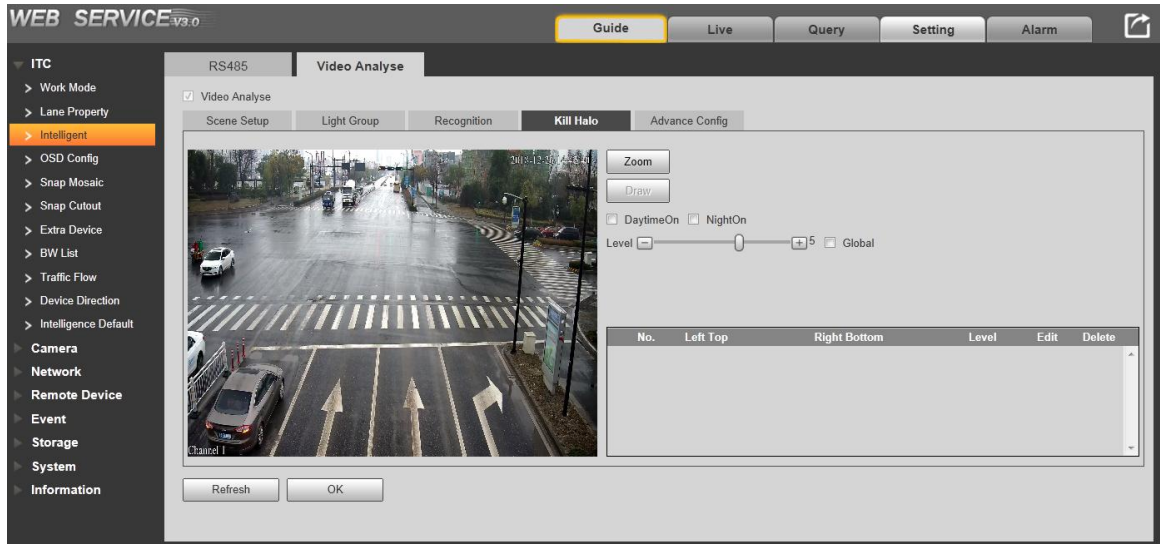 WEB SERVICE V3.0
Guide
Live
Query
Setting
Alarm
ITC
Work Mode
Lane Property
Intelligent
OSD Config
Snap Mosaic
Snap Cutout
Extra Device
BW List
Traffic Flow
Device Direction
Intelligence Default
Camera
Network
Remote Device
Event
Storage
System
Information
RS485
Video Analyse
Video Analyse
Scene Setup
Light Group
Recognition
Kill Halo
Advance Config
Channel 1
Zoom
Draw
DaytimeOn NightOn
Level 5 Global
No. Left Top Right Bottom Level Edit Delete
Refresh
OK